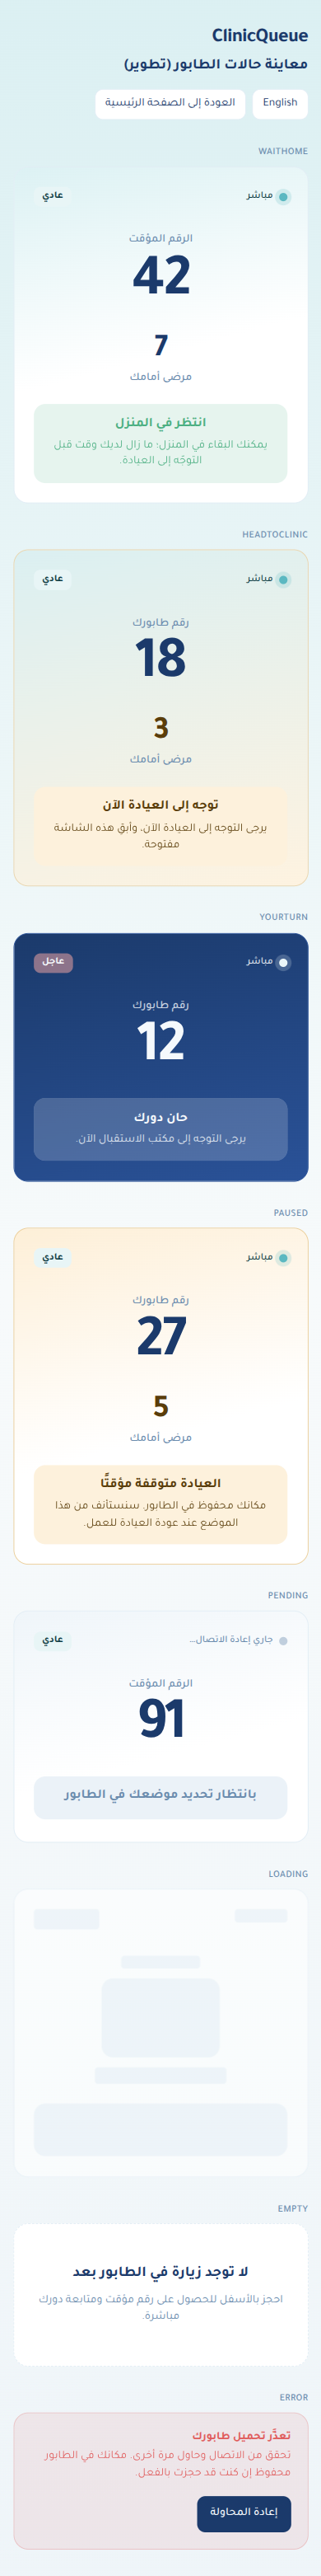 ClinicQueue
معاينة حالات الطابور (تطوير)
English
العودة إلى الصفحة الرئيسية
WAITHOME
مباشر
عادي
الرقم المؤقت
42
7
مرضى أمامك
انتظر في المنزل
يمكنك البقاء في المنزل؛ ما زال لديك وقت قبل
التوجّه إلى العيادة.
HEADTOCLINIC
مباشر
عادي
رقم طابورك
18
3
مرضى أمامك
توجه إلى العيادة الآن
يرجى التوجه إلى العيادة الآن، وأبق هذه الشاشة
مفتوحة.
YOURTURN
مباشر
عاجل
رقم طابورك
12
حان دورك
يرجى التوجه إلى مكتب الاستقبال الآن.
PAUSED
مباشر
عادي
رقم طابورك
27
5
مرضى أمامك
العيادة متوقفة مؤقتًا
مكانك محفوظ في الطابور. سنستأنف من هذا
الموضع عند عودة العيادة للعمل.
PENDING
جاري إعادة الاتصال...
عادي
الرقم المؤقت
91
بانتظار تحديد موضعك في الطابور
LOADING
EMPTY
لا توجد زيارة في الطابور بعد
احجز بالأسفل للحصول على رقم مؤقت ومتابعة دورك
مباشرة.
ERROR
تعذّر تحميل طابورك
تحقق من الاتصال وحاول مرة أخرى. مكانك في الطابور
محفوظ إن كنت قد حجزت بالفعل.
إعادة المحاولة